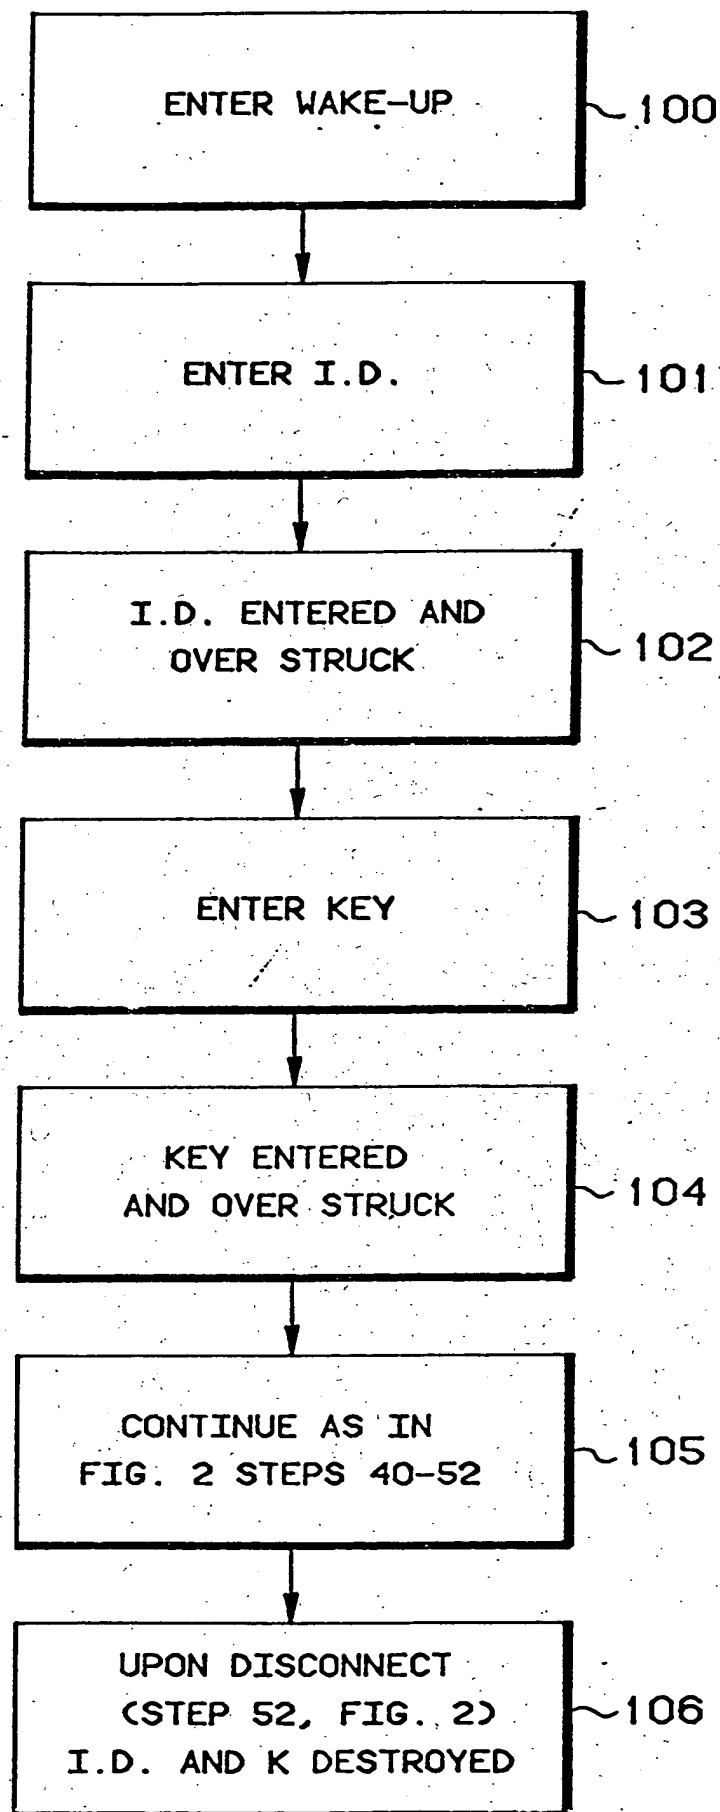 ENTER WAKE-UP
100
ENTER I.D.
101
I.D. ENTERED AND
OVER STRUCK
102
ENTER KEY
103
KEY ENTERED
AND OVER STRUCK
104
CONTINUE AS IN
FIG. 2 STEPS 40-52
105
UPON DISCONNECT
(STEP 52, FIG. 2)
I.D. AND K DESTROYED
106